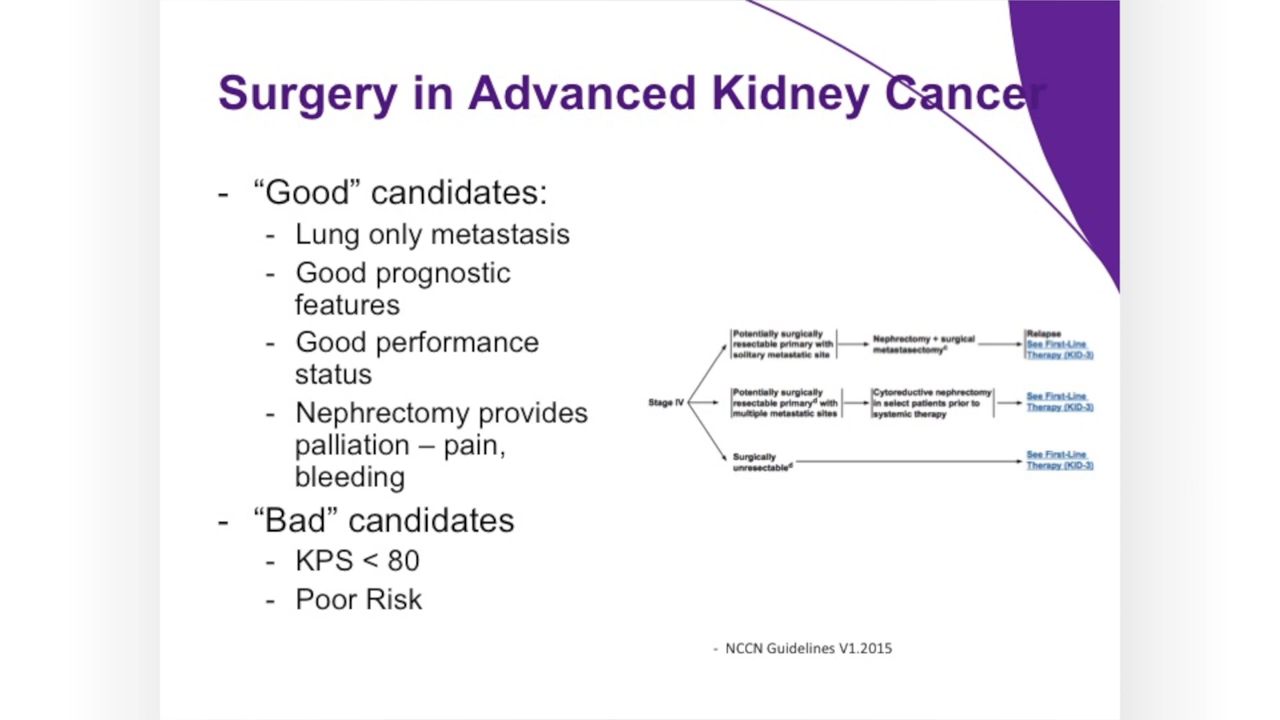 Surgery in Advanced Kidney Cancer
- “Good” candidates:
- Lung only metastasis
- Good prognostic
features
- Good performance
status
- Nephrectomy provides
palliation – pain,
bleeding
- “Bad” candidates
- KPS < 80
- Poor Risk
Stage IV
Potentially surgically
resectable primary with
solitary metastatic site
Nephrectomy + surgical
metastasectomyᵈ
Relapse
See First-Line
Therapy (KID-3)
Potentially surgically
resectable primaryᵈ with
multiple metastatic sites
Cytoreductive nephrectomy
in select patients prior to
systemic therapy
See First-Line
Therapy (KID-3)
Surgically
unresectableᵈ
See First-Line
Therapy (KID-3)
- NCCN Guidelines V1.2015